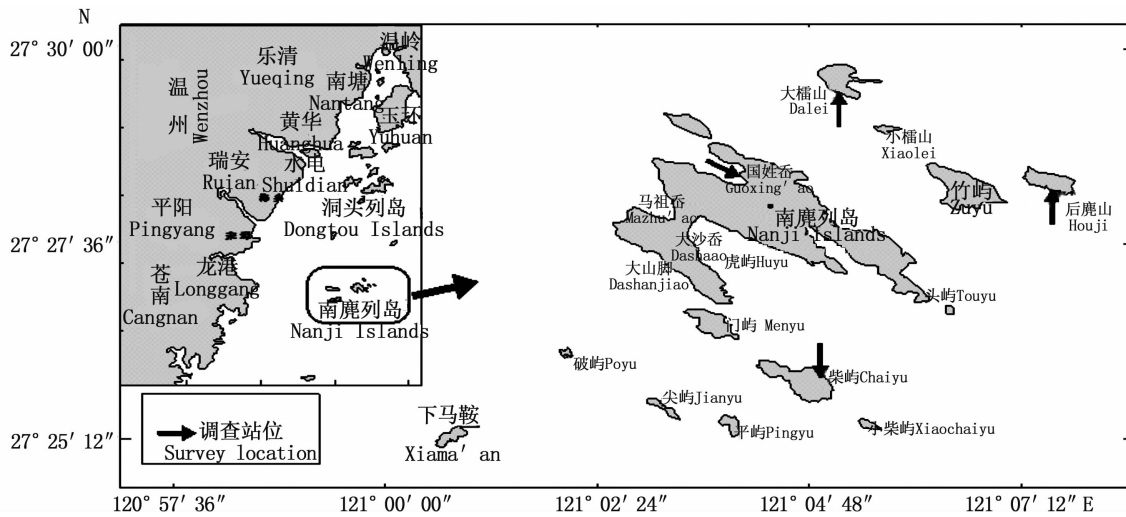 N
27° 30′ 00″
27° 27′ 36″
27° 25′ 12″
120° 57′ 36″
121° 00′ 00″
121° 02′ 24″
121° 04′ 48″
121° 07′ 12″ E
温岭
Wenling
乐清
Yueqing
南塘
Nantang
温州
Wenzhou
玉环
Yuhuan
黄华
Huanghua
水电
Shuidian
瑞安
Ruian
平阳
Pingyang
洞头列岛
Dongtou Islands
龙港
Longgang
苍南
Cangnan
南麂列岛
Nanji Islands
调查站位
Survey location
下马鞍
Xiama′an
大檑山
Dalei
小檑山
Xiaolei
国姓岙
Guoxing′ao
竹屿
Zuyu
后麂山
Houji
马祖岙
Mazhu′ao
南麂列岛
Nanji Islands
大沙岙
Dashaao
虎屿Huyu
大山脚
Dashanjiao
头屿Touyu
门屿 Menyu
破屿Poyu
柴屿Chaiyu
尖屿Jianyu
平屿Pingyu
小柴屿Xiaochaiyu